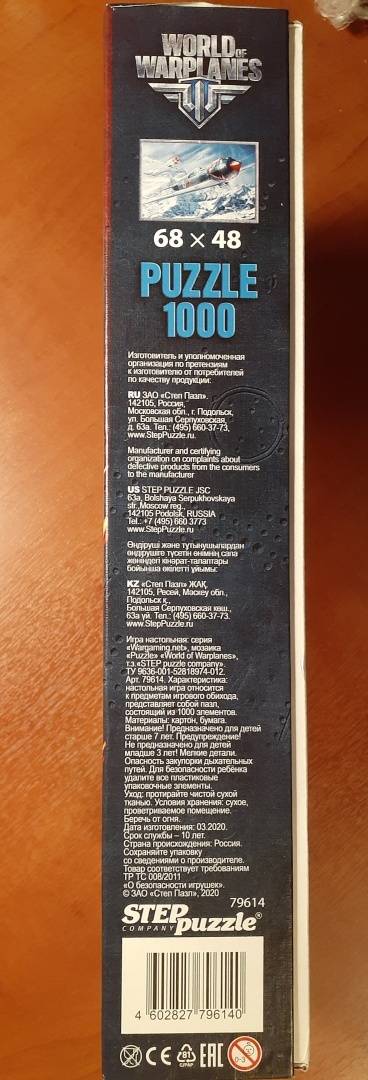 WORLD OF
WARPLANES
68 × 48
PUZZLE
1000
Изготовитель и уполномоченная
организация по претензиям
к изготовителю от потребителей
по качеству продукции:
RU ЗАО «Степ Пазл».
142105, Россия,
Московская обл., г. Подольск,
ул. Большая Серпуховская
д. 63а. Тел.: (495) 660-37-73,
www.StepPuzzle.ru
Manufacturer and certifying
organization on complaints about
defective products from the consumers
to the manufacturer
US STEP PUZZLE JSC
63a, Bolshaya Serpukhovskaya
str., Moscow reg.,
142105 Podolsk, RUSSIA
Tel.:+7 (495) 660 3773
www.StepPuzzle.ru
Өндіруші және тұтынушылардан
өндірушіге түсетін өнімнің сапа
жөніндегі кінәрат-талаптары
бойынша өкілетті ұйымы:
KZ «Степ Пазл» ЖАҚ,
142105, Ресей, Мәскеу обл.,
Подольск қ.,
Большая Серпуховская көш.,
63а үй. Тел.: (495) 660-37-73.
www.StepPuzzle.ru
Игра настольная: серия
«Wargaming.net», мозаика
«Puzzle» «World of Warplanes»,
т.з.«STEP puzzle company»
ТУ 9636-001-52818974-012.
Арт. 79614. Характеристика:
настольная игра относится
к предметам игрового обихода,
представляет собой пазл,
состоящий из 1000 элементов.
Материалы: картон, бумага.
Внимание! Предназначено для детей
старше 7 лет. Предупреждение!
Не предназначено для детей
младше 3 лет! Мелкие детали.
Опасность закупорки дыхательных
путей. Для безопасности ребёнка
удалите все пластиковые
упаковочные элементы.
Уход: протирайте чистой сухой
тканью. Условия хранения: сухое,
проветриваемое помещение.
Беречь от огня.
Дата изготовления: 03.2020.
Срок службы – 10 лет.
Страна происхождения: Россия.
Сохраняйте упаковку
со сведениями о производителе.
Товар соответствует требованиям
ТР ТС 008/2011
«О безопасности игрушек».
© ЗАО «Степ Пазл», 2020
79614
STEP puzzle®
COMPANY
4 602827 796140
CE 81 EAC 0-3
C/PAP